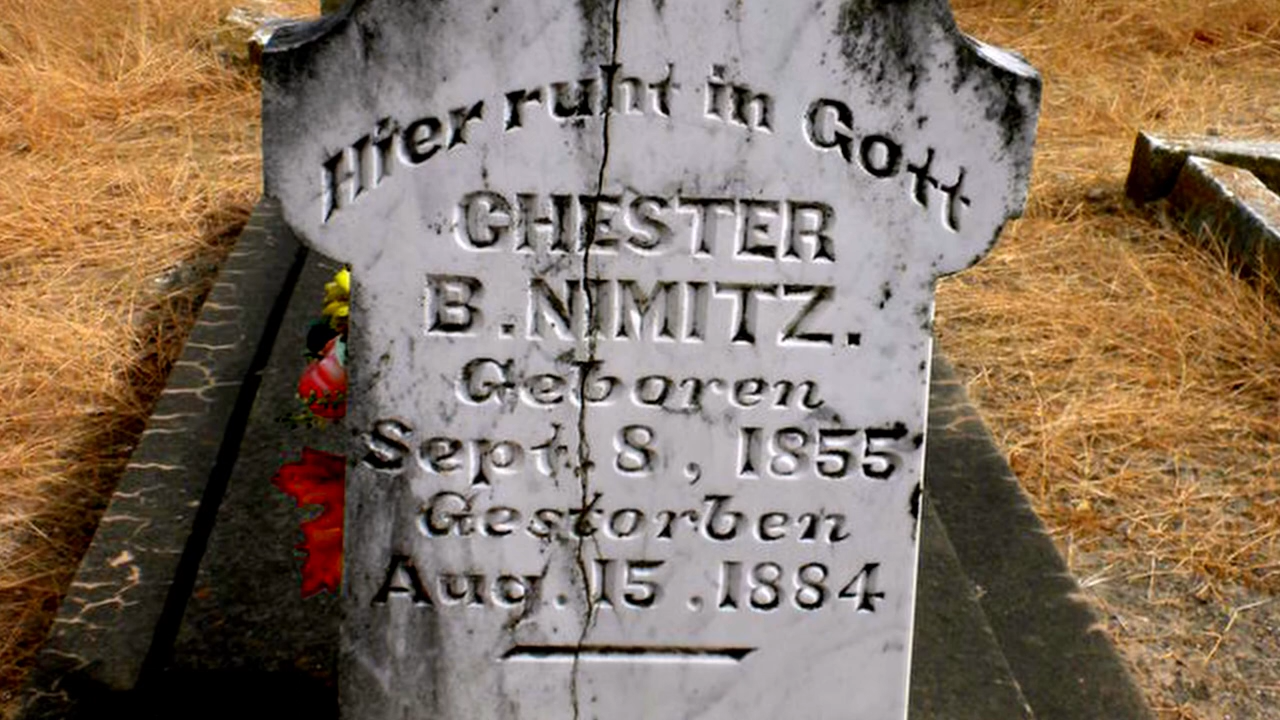 Hier ruht in Gott
CHESTER
B. NIMITZ.
Geboren
Sept. 8, 1855
Gestorben
Aug. 15, 1884